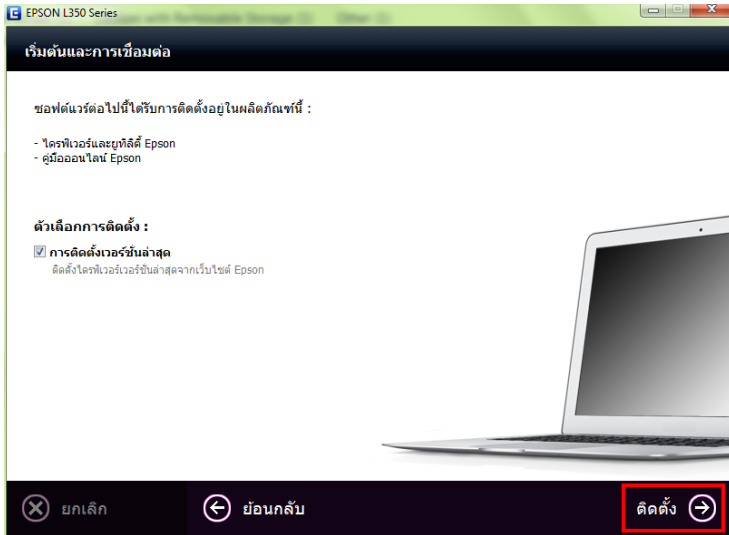 EPSON L350 Series
เริ่มต้นและการเชื่อมต่อ
ซอฟต์แวร์ต่อไปนี้ได้รับการติดตั้งอยู่ในผลิตภัณฑ์นี้ :
- ไดรฟ์เวอร์และยูทิลิตี้ Epson
- คู่มือออนไลน์ Epson
ตัวเลือกการติดตั้ง :
การติดตั้งเวอร์ชั่นล่าสุด
ติดตั้งไดรฟ์เวอร์เวอร์ชันล่าสุดจากเว็บไซต์ Epson
ยกเลิก
ย้อนกลับ
ติดตั้ง